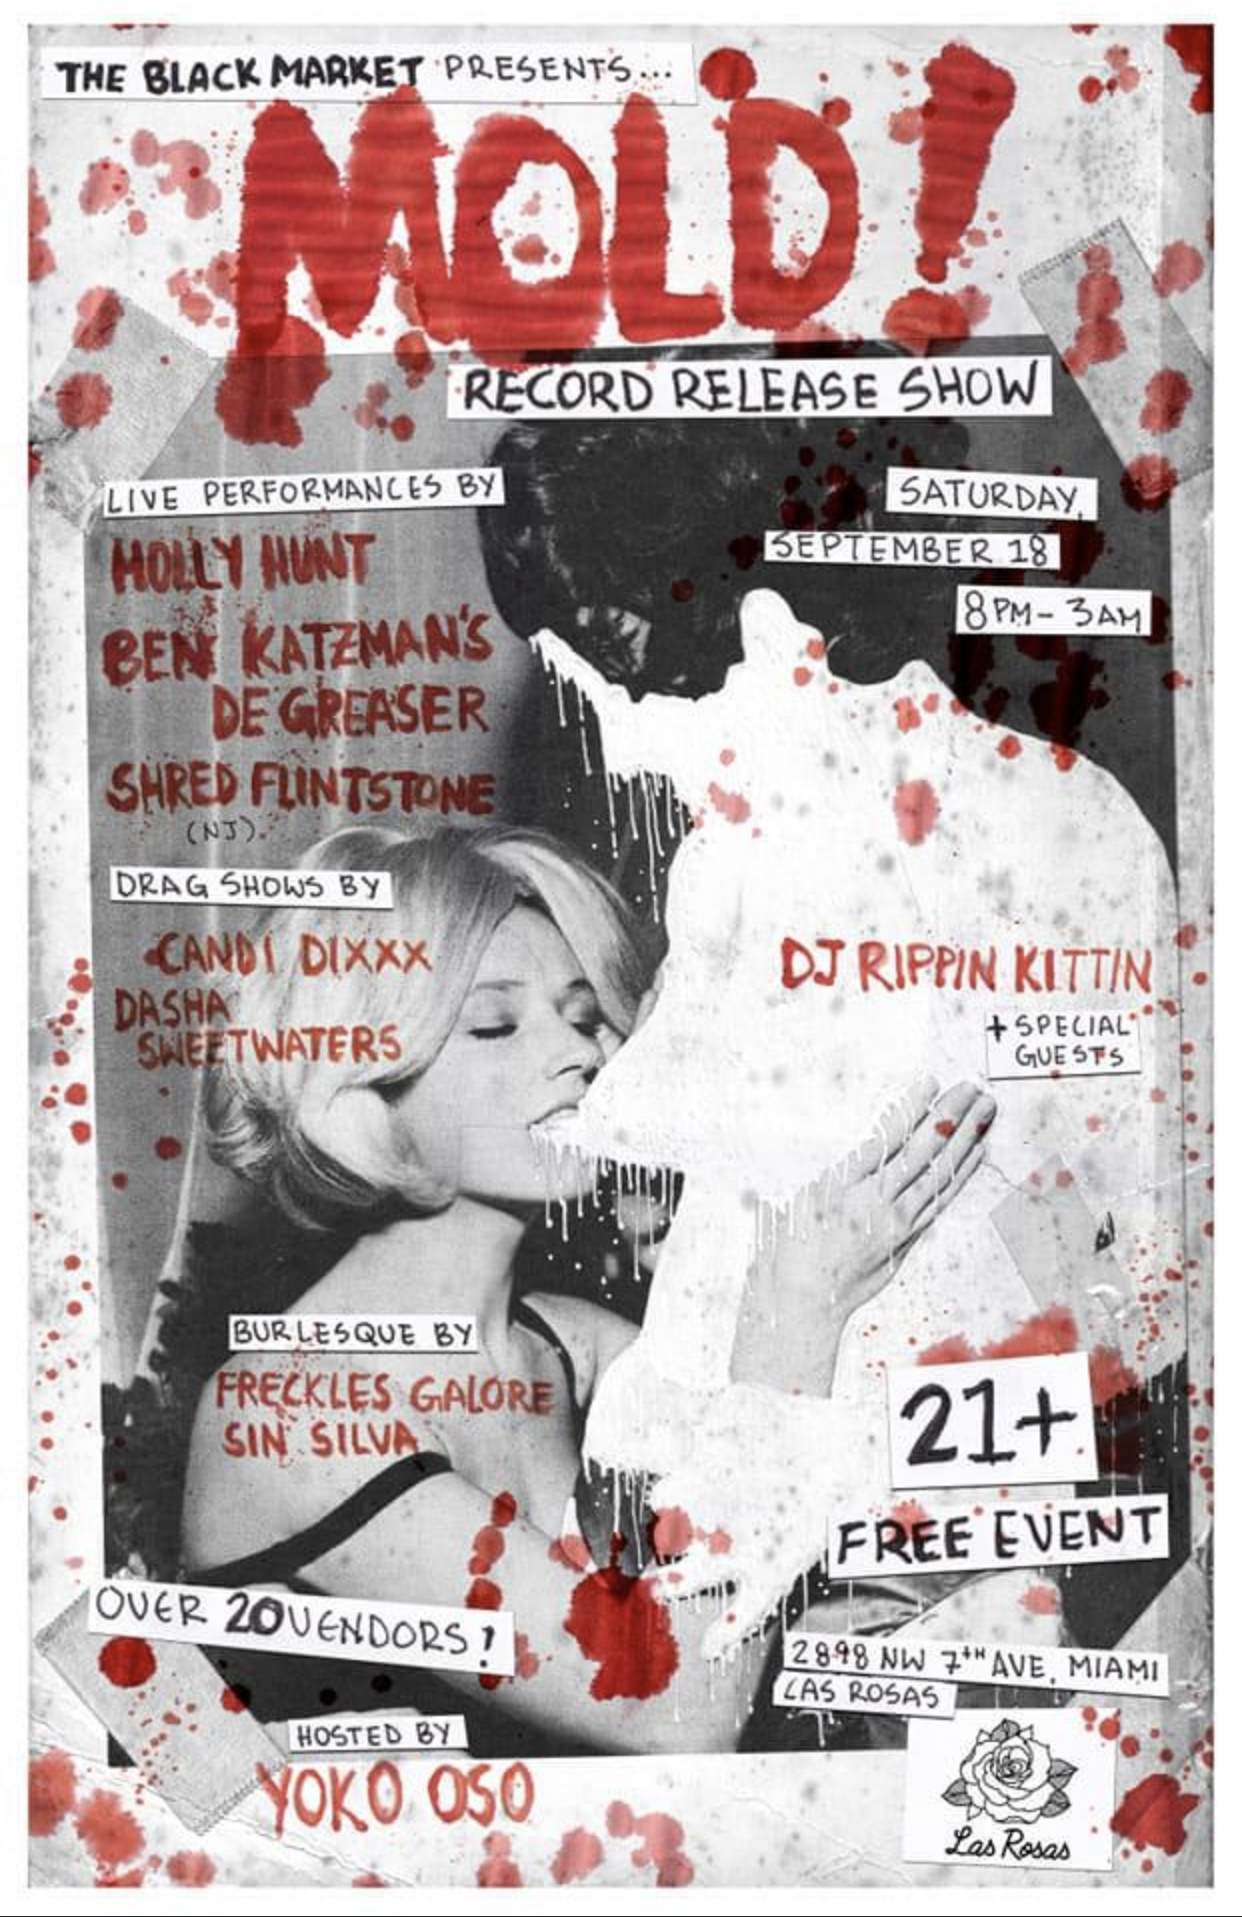 THE BLACK MARKET PRESENTS...
MOLD!
RECORD RELEASE SHOW
LIVE PERFORMANCES BY
HOLLY HUNT
BEN KATZMAN'S
DE GREASER
SHRED FLINTSTONE
(NJ)
SATURDAY,
SEPTEMBER 18
8PM - 3AM
DRAG SHOWS BY
CANDI DIXXX
DASHA
SWEETWATERS
DJ RIPPIN KITTIN
+ SPECIAL
GUESTS
BURLESQUE BY
FRECKLES GALORE
SIN SILVA
21+
FREE EVENT
OVER 20 VENDORS!
2898 NW 7TH AVE, MIAMI
LAS ROSAS
HOSTED BY
YOKO OSO
Las Rosas